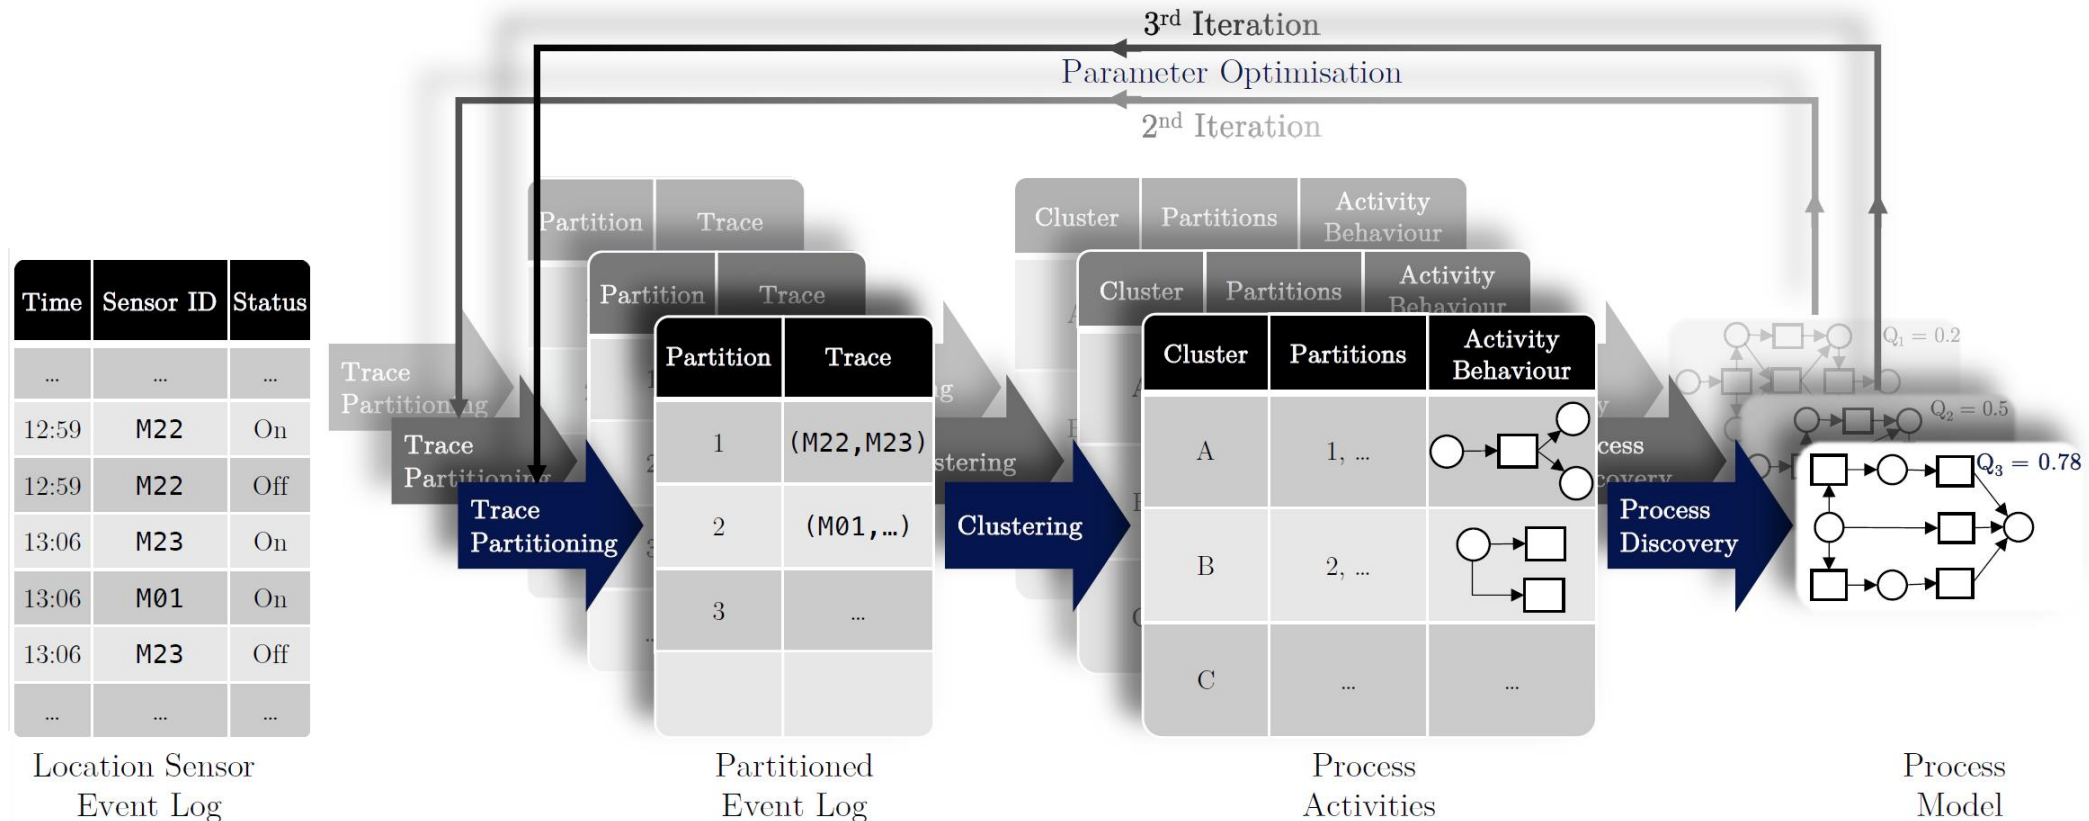 3rd Iteration
Parameter Optimisation
2nd Iteration
Time Sensor ID Status
... ... ...
12:59 M22 On
12:59 M22 Off
13:06 M23 On
13:06 M01 On
13:06 M23 Off
... ... ...
Location Sensor
Event Log
Trace
Partitioning
Trace
Partitioning
Trace
Partitioning
Partition Trace
Partition Trace
Partition Trace
1 (M22,M23)
2 (M01,...)
3 ...
Partitioned
Event Log
Clustering
Cluster Partitions Activity
Behaviour
Cluster Partitions Activity
Behaviour
Cluster Partitions Activity
Behaviour
A 1, ...
B 2, ...
C ... ...
Process
Activities
Process
Discovery
Q1 = 0.2
Q2 = 0.5
Q3 = 0.78
Process
Model